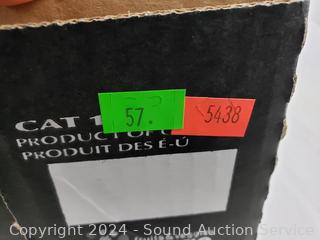 57.
5438
CAT 1
PRODUCT OF U
PRODUIT DES É-U
Copyright 2024 - Sound Auction Service